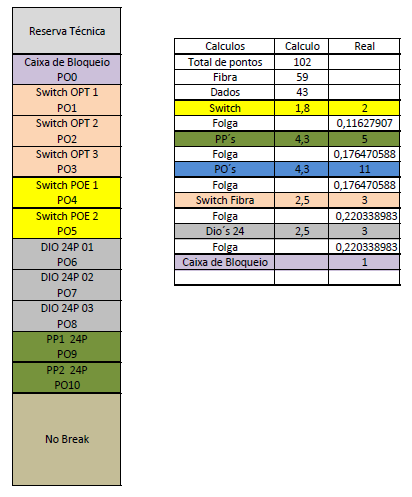 Reserva Técnica
Caixa de Bloqueio
PO0
Switch OPT 1
PO1
Switch OPT 2
PO2
Switch OPT 3
PO3
Switch POE 1
PO4
Switch POE 2
PO5
DIO 24P 01
PO6
DIO 24P 02
PO7
DIO 24P 03
PO8
PP1 24P
PO9
PP2 24P
PO10
No Break
Calculos Calculo Real
Total de pontos 102
Fibra 59
Dados 43
Switch 1,8 2
Folga 0,11627907
PP´s 4,3 5
Folga 0,176470588
PO´s 4,3 11
Folga 0,176470588
Switch Fibra 2,5 3
Folga 0,220338983
Dio´s 24 2,5 3
Folga 0,220338983
Caixa de Bloqueio 1